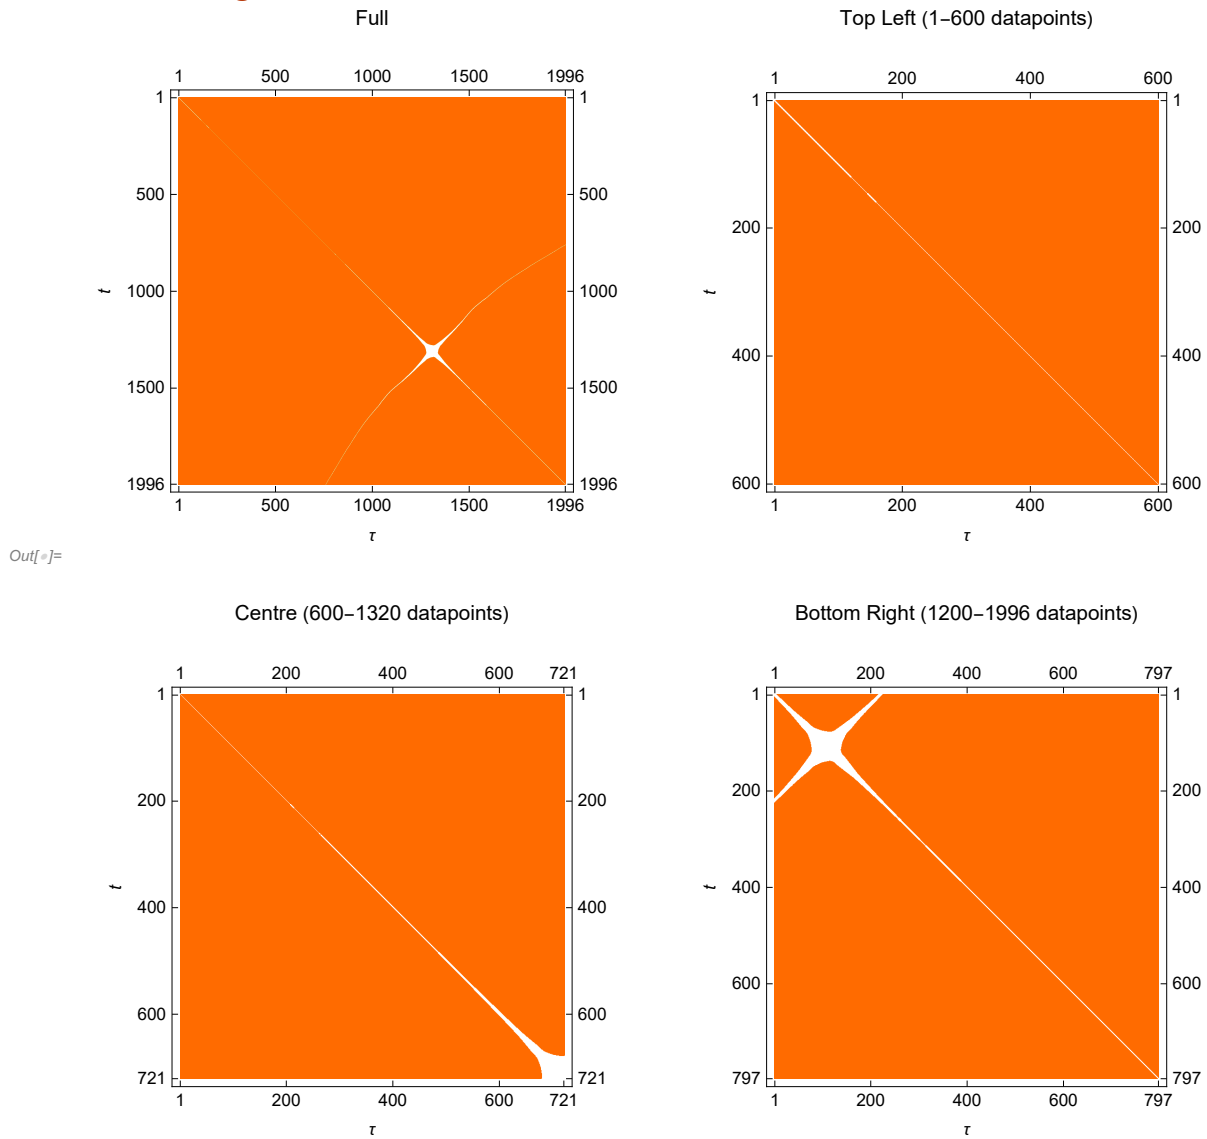 Full
1 500 1000 1500 1996
1 1
500 500
t 1000 1000
1500 1500
1996 1996
1 500 1000 1500 1996
τ
Top Left (1–600 datapoints)
1 200 400 600
1 1
200 200
t
400 400
600 600
1 200 400 600
τ
Out[•]=
Centre (600–1320 datapoints)
1 200 400 600 721
1 1
200 200
t
400 400
600 600
721 721
1 200 400 600 721
τ
Bottom Right (1200–1996 datapoints)
1 200 400 600 797
1 1
200 200
t
400 400
600 600
797 797
1 200 400 600 797
τ